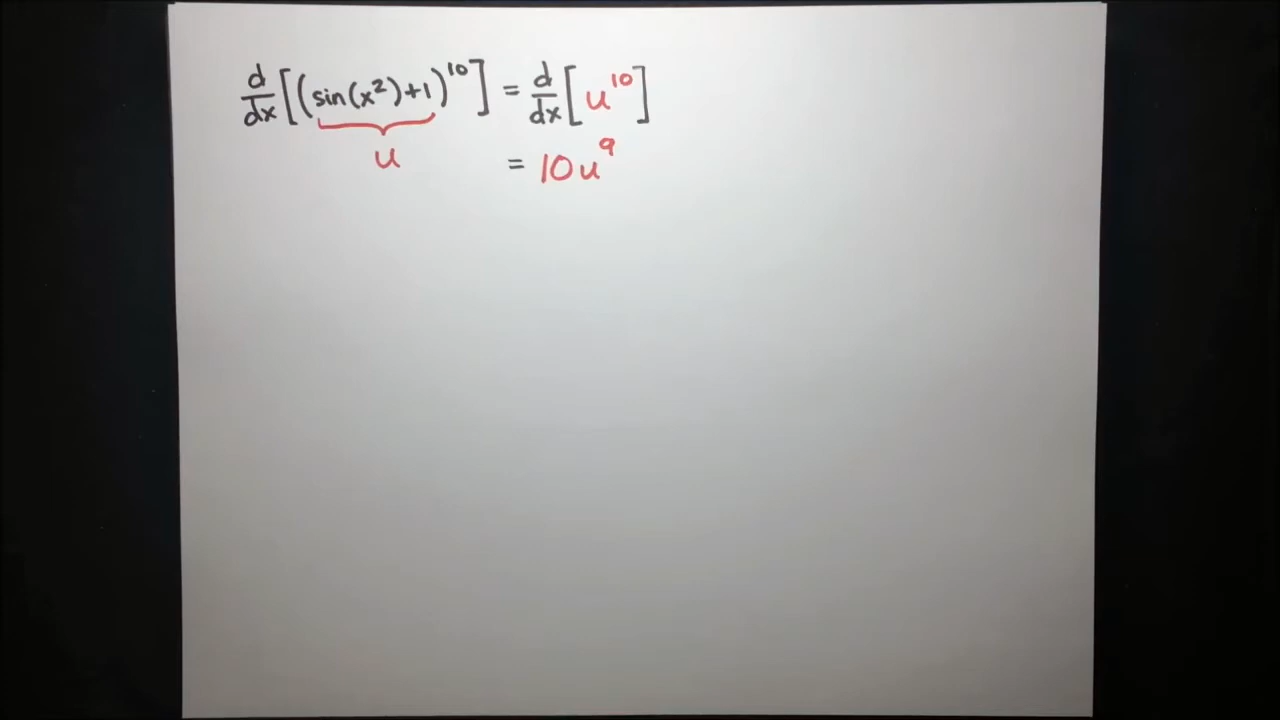 d/dx[(sin(x²)+1)¹⁰] = d/dx[u¹⁰]
u = 10u⁹